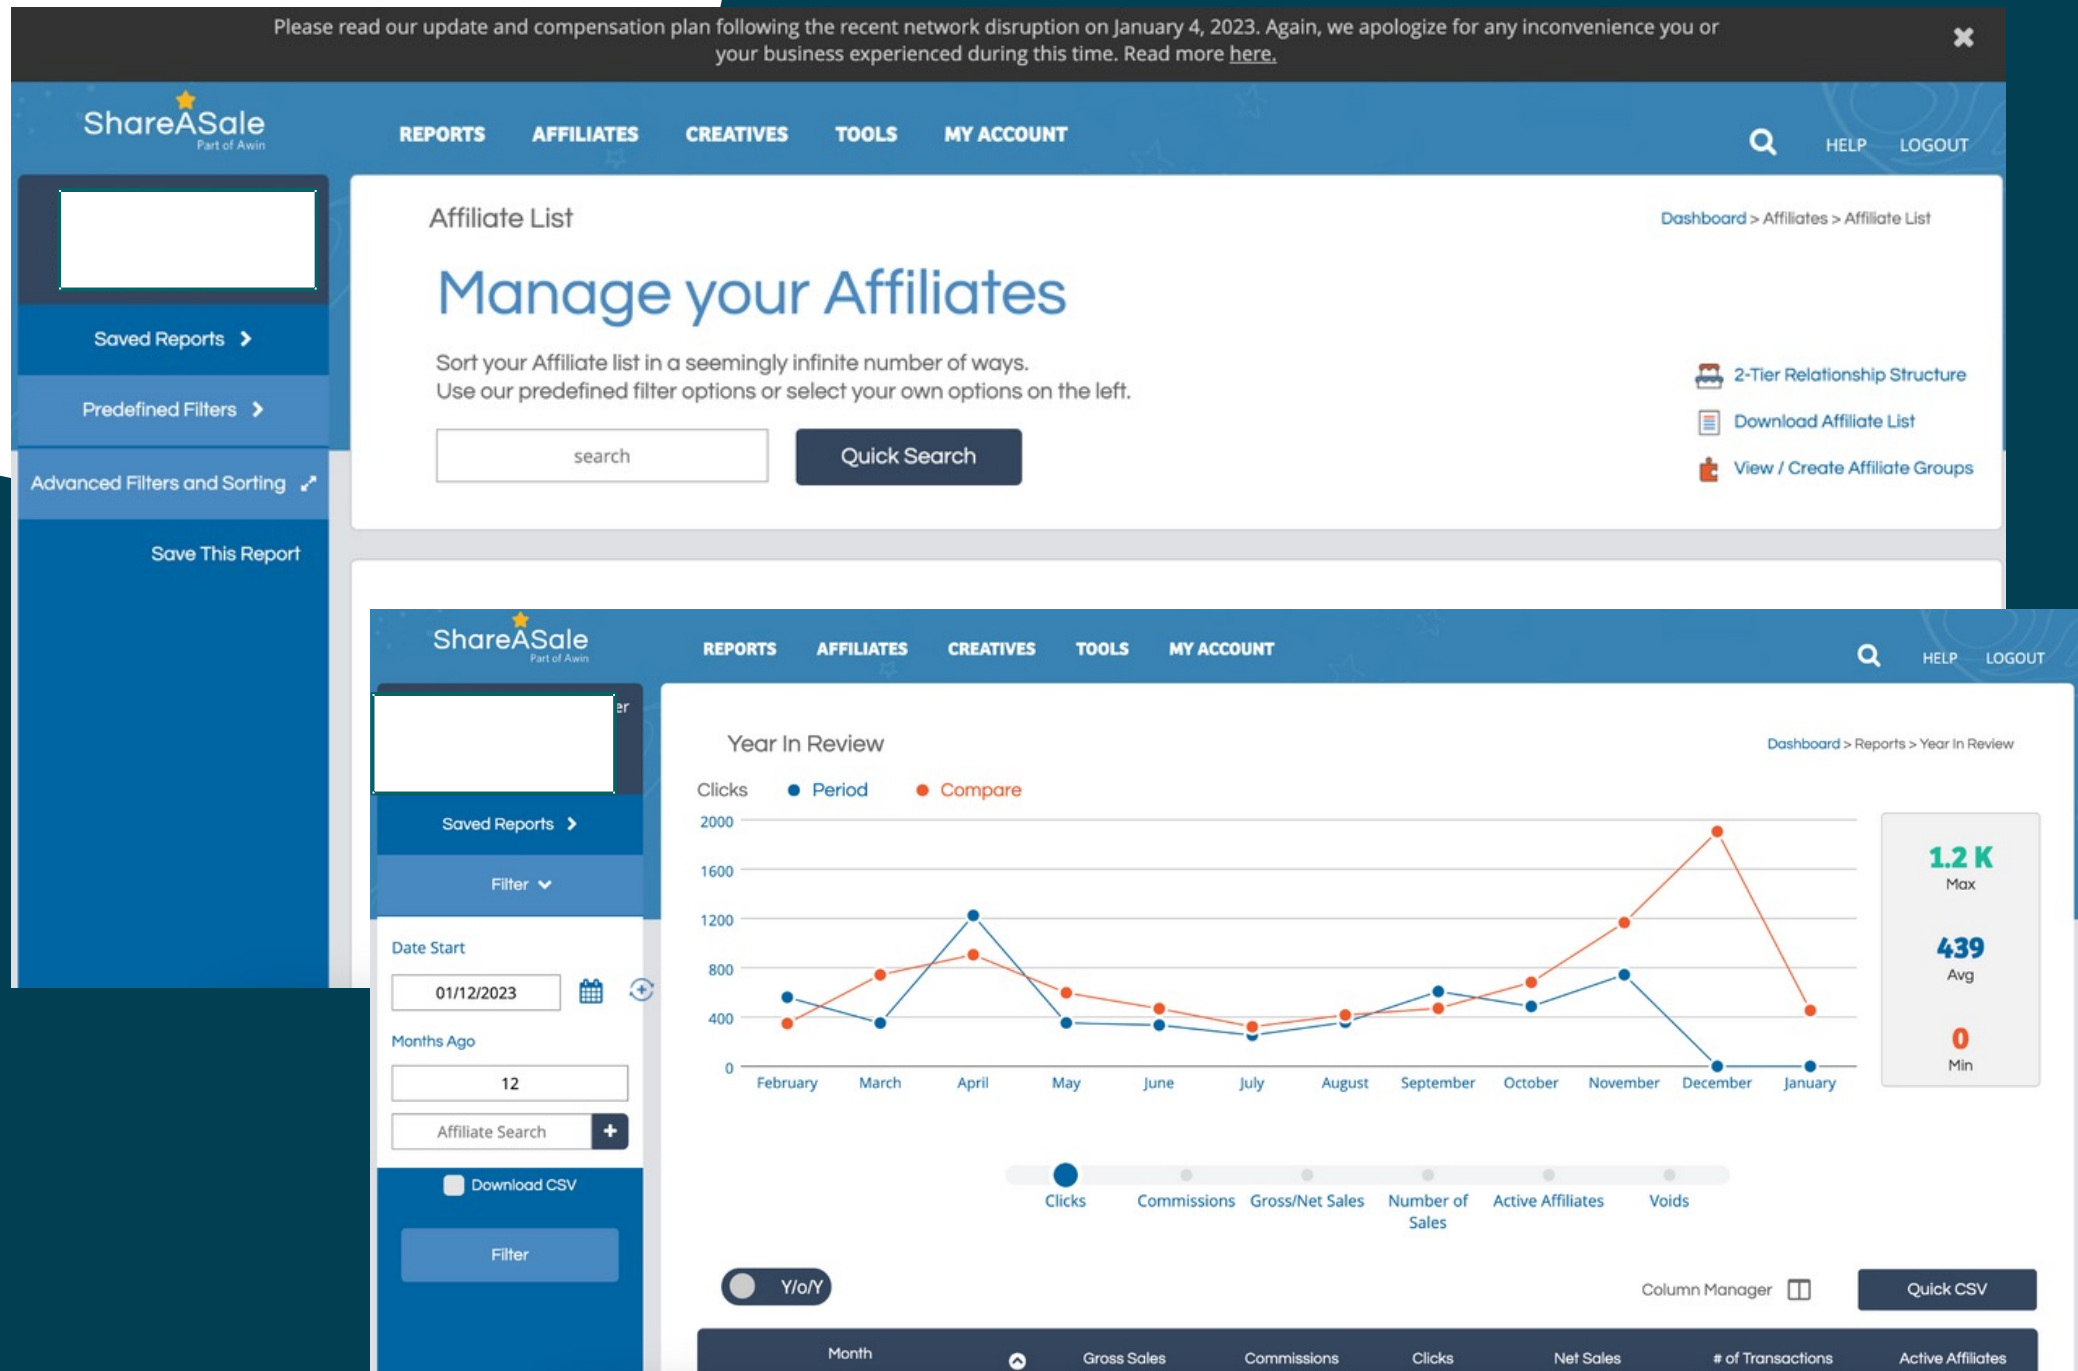 Please read our update and compensation plan following the recent network disruption on January 4, 2023. Again, we apologize for any inconvenience you or
your business experienced during this time. Read more here.
ShareASale
Part of Awin
REPORTS AFFILIATES CREATIVES TOOLS MY ACCOUNT
HELP LOGOUT
Affiliate List
Dashboard > Affiliates > Affiliate List
Manage your Affiliates
Saved Reports
Predefined Filters
Advanced Filters and Sorting
Save This Report
Sort your Affiliate list in a seemingly infinite number of ways.
Use our predefined filter options or select your own options on the left.
search
Quick Search
2-Tier Relationship Structure
Download Affiliate List
View / Create Affiliate Groups
ShareASale
Part of Awin
REPORTS AFFILIATES CREATIVES TOOLS MY ACCOUNT
HELP LOGOUT
er
Saved Reports
Filter
Date Start
01/12/2023
Months Ago
12
Affiliate Search
Download CSV
Filter
Year In Review
Dashboard > Reports > Year In Review
Clicks Period Compare
2000
1600
1200
800
400
0
February March April May June July August September October November December January
1.2 K
Max
439
Avg
0
Min
Clicks Commissions Gross/Net Sales Number of Active Affiliates Voids
Sales
Y/o/Y
Column Manager
Quick CSV
Month Gross Sales Commissions Clicks Net Sales # of Transactions Active Affiliates